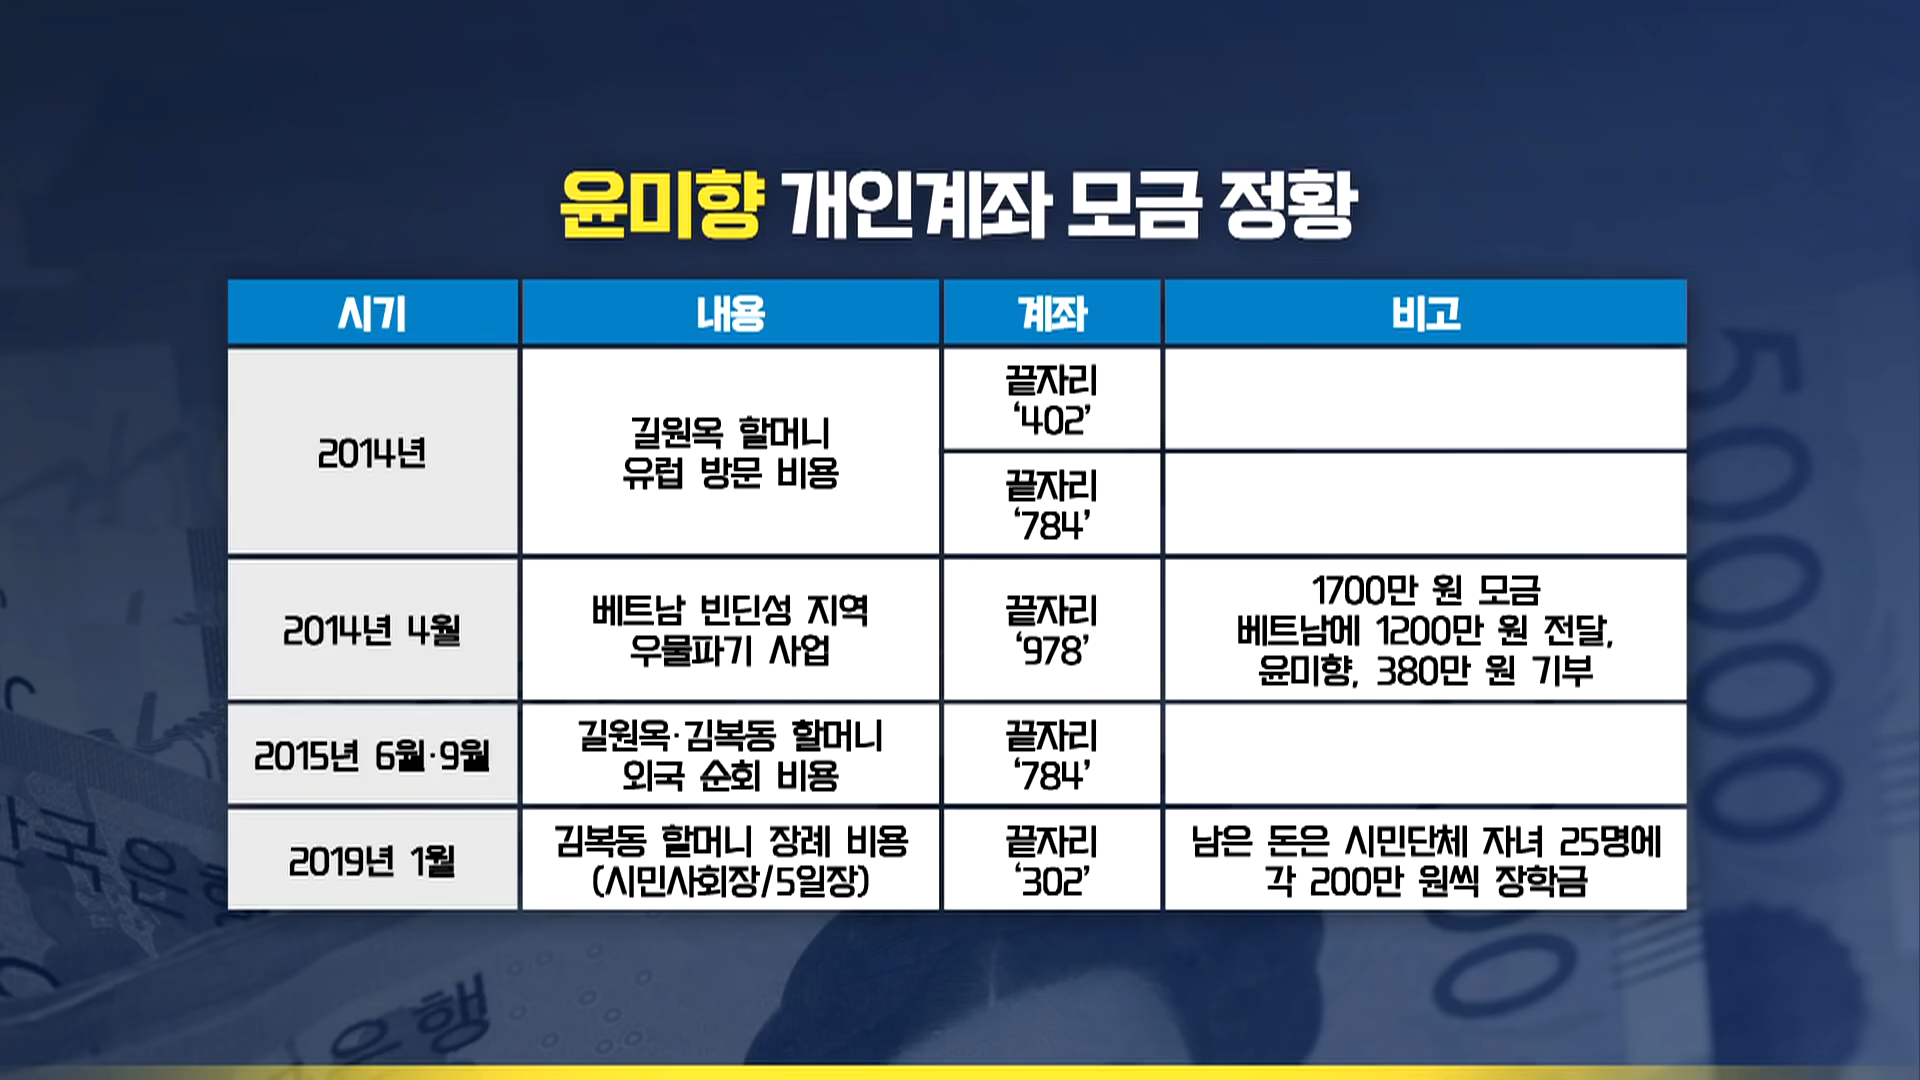 윤미향 개인계좌 모금 정황
시기 내용 계좌 비고
2014년
길원옥 할머니
유럽 방문 비용
끝자리
‘402’
끝자리
‘784’
2014년 4월
베트남 빈딘성 지역
우물파기 사업
끝자리
‘978’
1700만 원 모금
베트남에 1200만 원 전달,
윤미향, 380만 원 기부
2015년 6월·9월
길원옥·김복동 할머니
외국 순회 비용
끝자리
‘784’
2019년 1월
김복동 할머니 장례 비용
(시민사회장/5일장)
끝자리
‘302’
남은 돈은 시민단체 자녀 25명에
각 200만 원씩 장학금
50000